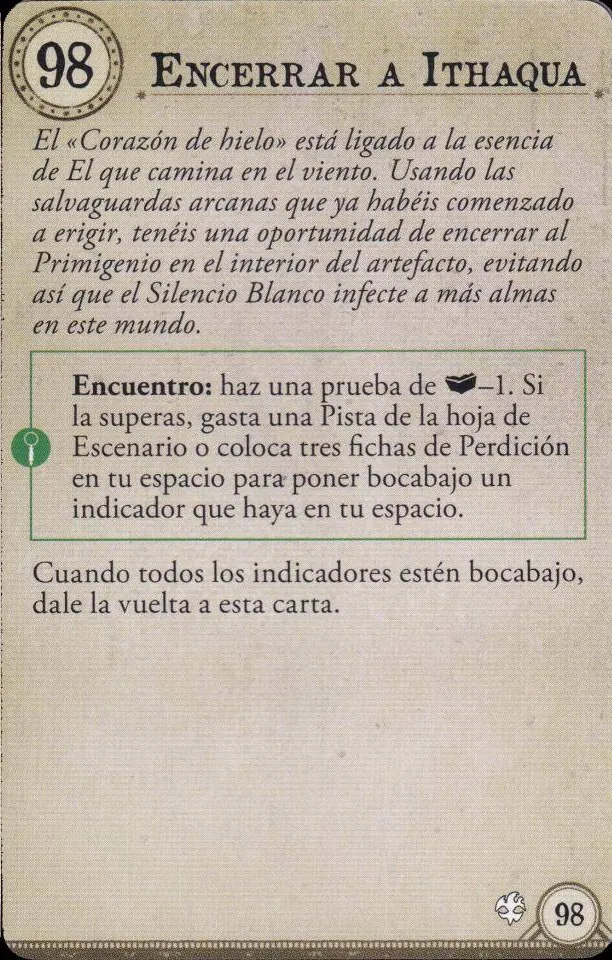 98
ENCERRAR A ITHAQUA
El «Corazón de hielo» está ligado a la esencia
de El que camina en el viento. Usando las
salvaguardas arcanas que ya habéis comenzado
a erigir, tenéis una oportunidad de encerrar al
Primigenio en el interior del artefacto, evitando
así que el Silencio Blanco infecte a más almas
en este mundo.
Encuentro: haz una prueba de –1. Si
la superas, gasta una Pista de la hoja de
Escenario o coloca tres fichas de Perdición
en tu espacio para poner bocabajo un
indicador que haya en tu espacio.
Cuando todos los indicadores estén bocabajo,
dale la vuelta a esta carta.
98